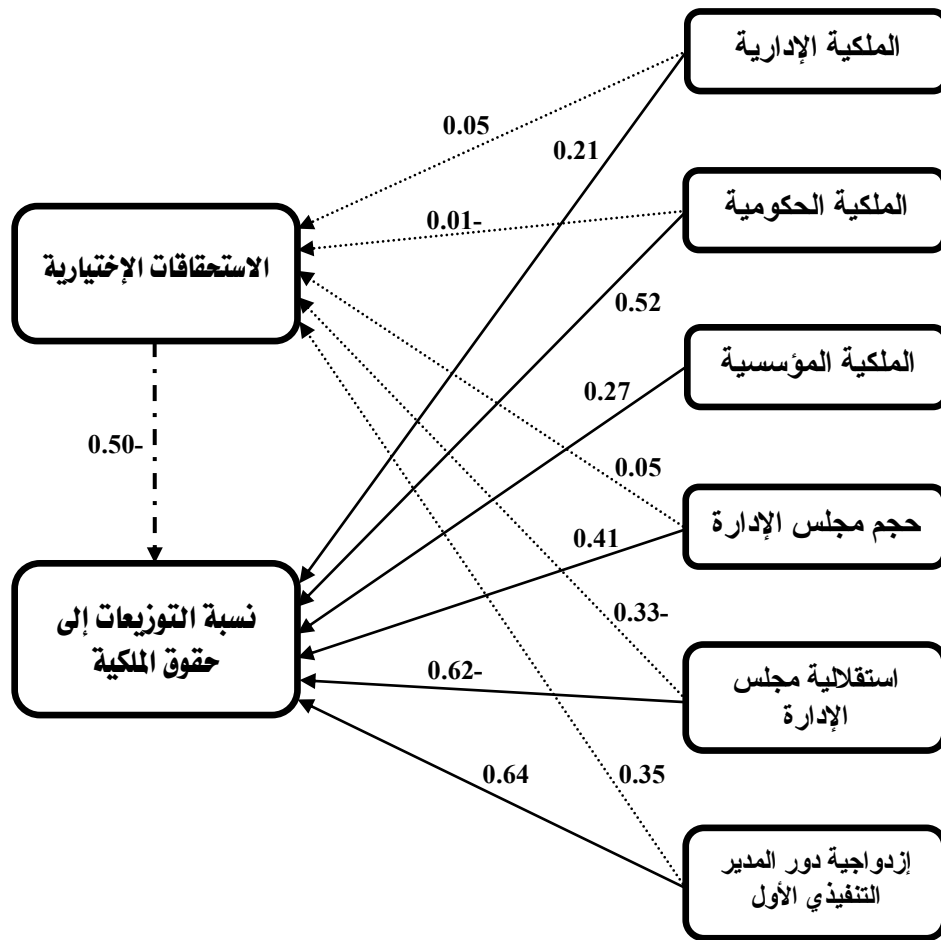 الملكية الإدارية
0.05
0.21
الملكية الحكومية
0.01-
الاستحقاقات الإختيارية
0.52
الملكية المؤسسية
0.27
0.50-
0.05
حجم مجلس الإدارة
0.41
نسبة التوزيعات إلى
حقوق الملكية
0.33-
استقلالية مجلس
الإدارة
0.62-
0.64
0.35
إزدواجية دور المدير
التنفيذي الأول